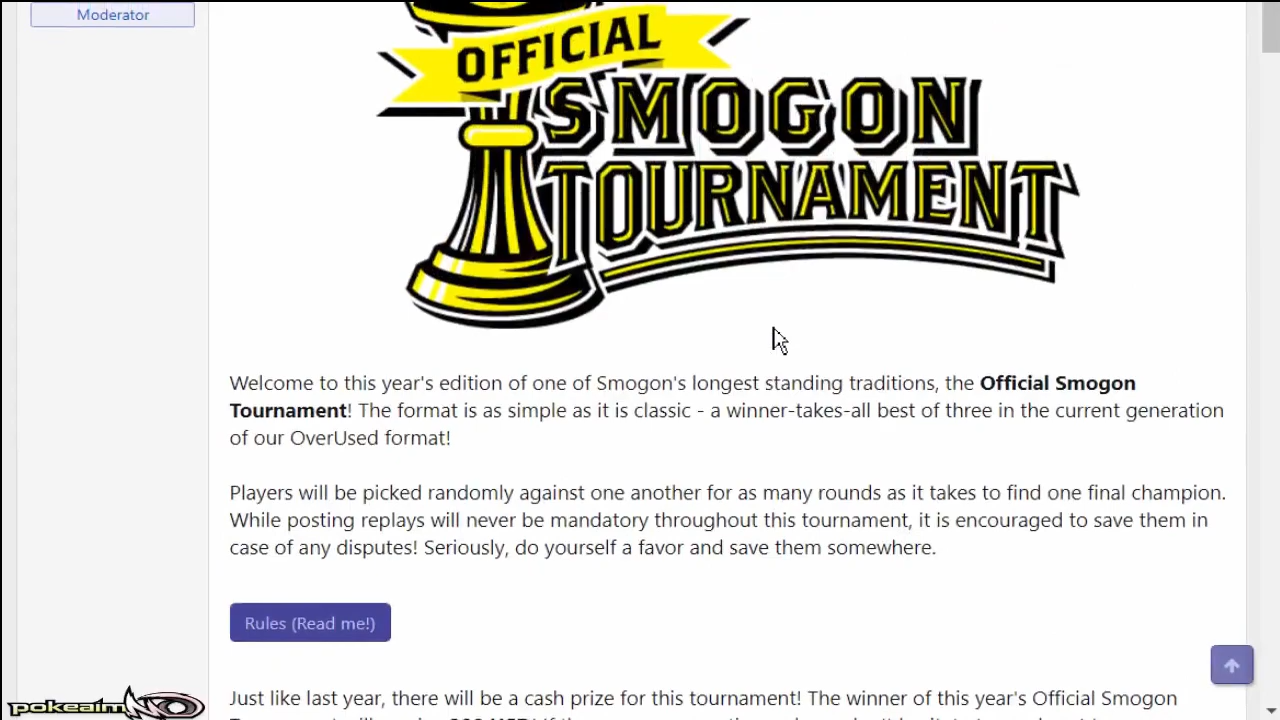 Moderator
OFFICIAL
SMOGON
TOURNAMENT
Welcome to this year's edition of one of Smogon's longest standing traditions, the Official Smogon
Tournament! The format is as simple as it is classic - a winner-takes-all best of three in the current generation
of our OverUsed format!
Players will be picked randomly against one another for as many rounds as it takes to find one final champion.
While posting replays will never be mandatory throughout this tournament, it is encouraged to save them in
case of any disputes! Seriously, do yourself a favor and save them somewhere.
Rules (Read me!)
Just like last year, there will be a cash prize for this tournament! The winner of this year's Official Smogon
pokeaim